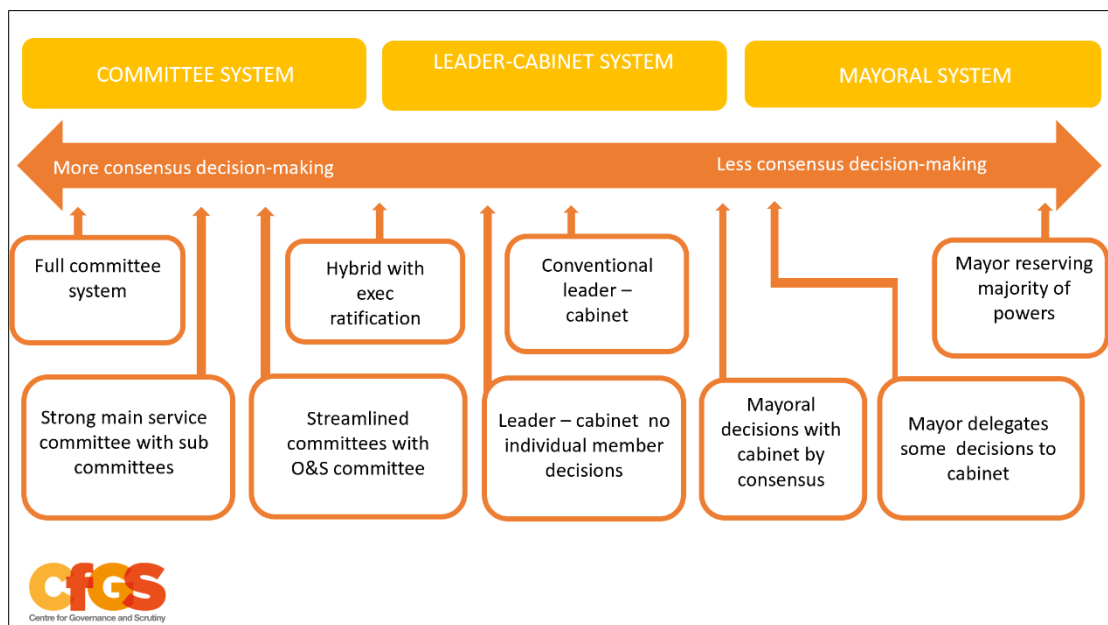 COMMITTEE SYSTEM
LEADER-CABINET SYSTEM
MAYORAL SYSTEM
More consensus decision-making
Less consensus decision-making
Full committee
system
Hybrid with
exec
ratification
Conventional
leader –
cabinet
Mayor reserving
majority of
powers
Strong main service
committee with sub
committees
Streamlined
committees with
O&S committee
Leader – cabinet no
individual member
decisions
Mayoral
decisions with
cabinet by
consensus
Mayor delegates
some decisions to
cabinet
CfGS
Centre for Governance and Scrutiny